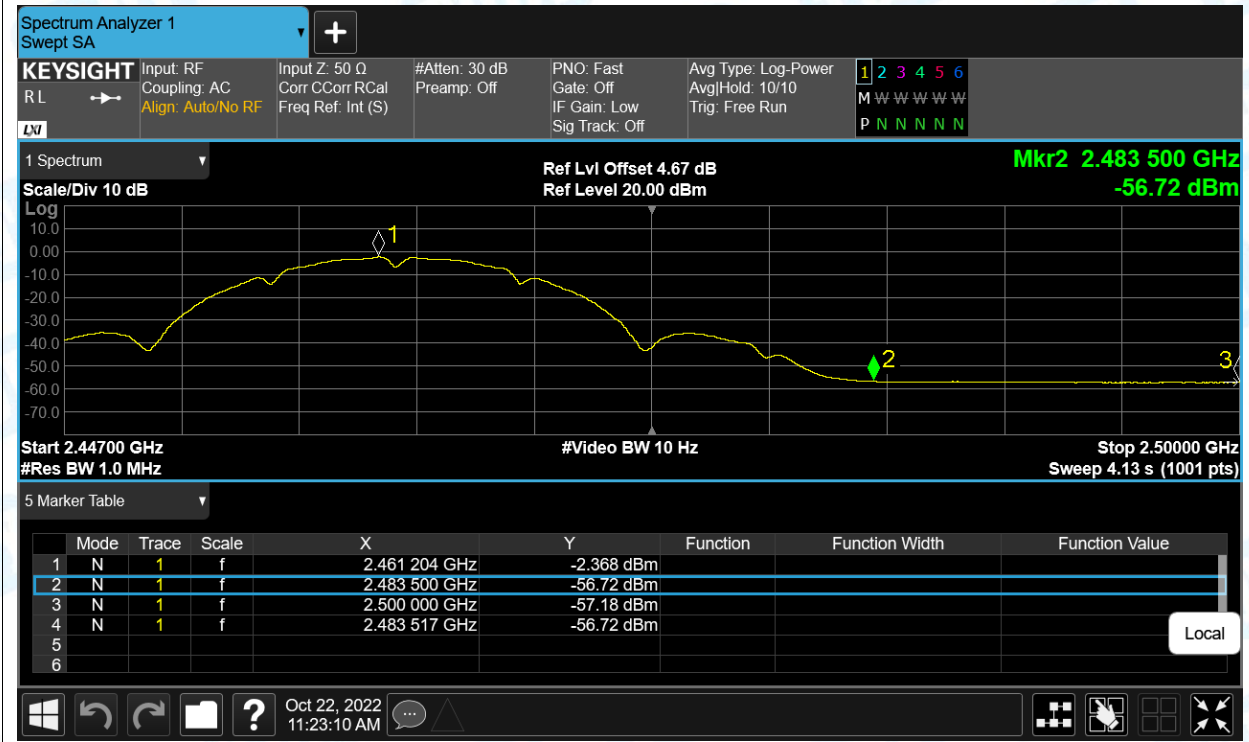 Spectrum Analyzer 1
Swept SA
KEYSIGHT
R L
LXI
Input: RF
Coupling: AC
Align: Auto/No RF
Input Z: 50 Ω
Corr CCorr RCal
Freq Ref: Int (S)
#Atten: 30 dB
Preamp: Off
PNO: Fast
Gate: Off
IF Gain: Low
Sig Track: Off
Avg Type: Log-Power
Avg|Hold: 10/10
Trig: Free Run
1 2 3 4 5 6
M W W W W W W
P N N N N N N
1 Spectrum
Scale/Div 10 dB
Ref Lvl Offset 4.67 dB
Ref Level 20.00 dBm
Mkr2 2.483 500 GHz
-56.72 dBm
Log
10.0
0.00
-10.0
-20.0
-30.0
-40.0
-50.0
-60.0
-70.0
1
2
3
Start 2.44700 GHz
#Video BW 10 Hz
Stop 2.50000 GHz
#Res BW 1.0 MHz
Sweep 4.13 s (1001 pts)
5 Marker Table
Mode Trace Scale X Y Function Function Width Function Value
1 N 1 f 2.461 204 GHz -2.368 dBm
2 N 1 f 2.483 500 GHz -56.72 dBm
3 N 1 f 2.500 000 GHz -57.18 dBm
4 N 1 f 2.483 517 GHz -56.72 dBm
5
6
Local
?
Oct 22, 2022
11:23:10 AM